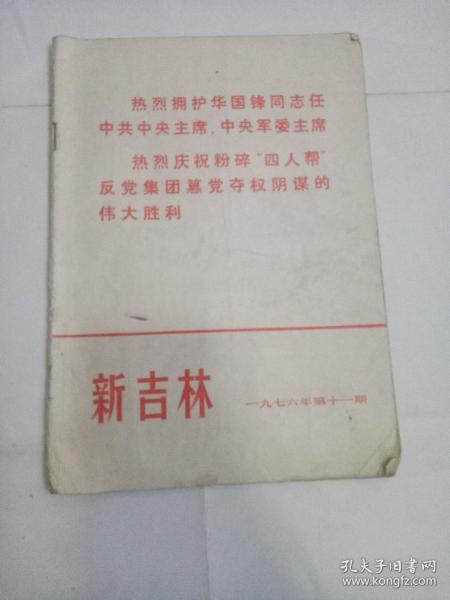 热烈拥护华国锋同志任
中共中央主席、中央军委主席
热烈庆祝粉碎“四人帮”
反党集团篡党夺权阴谋的
伟大胜利
新吉林
一九七六年第十一期
孔夫子旧书网
www.kongfz.com